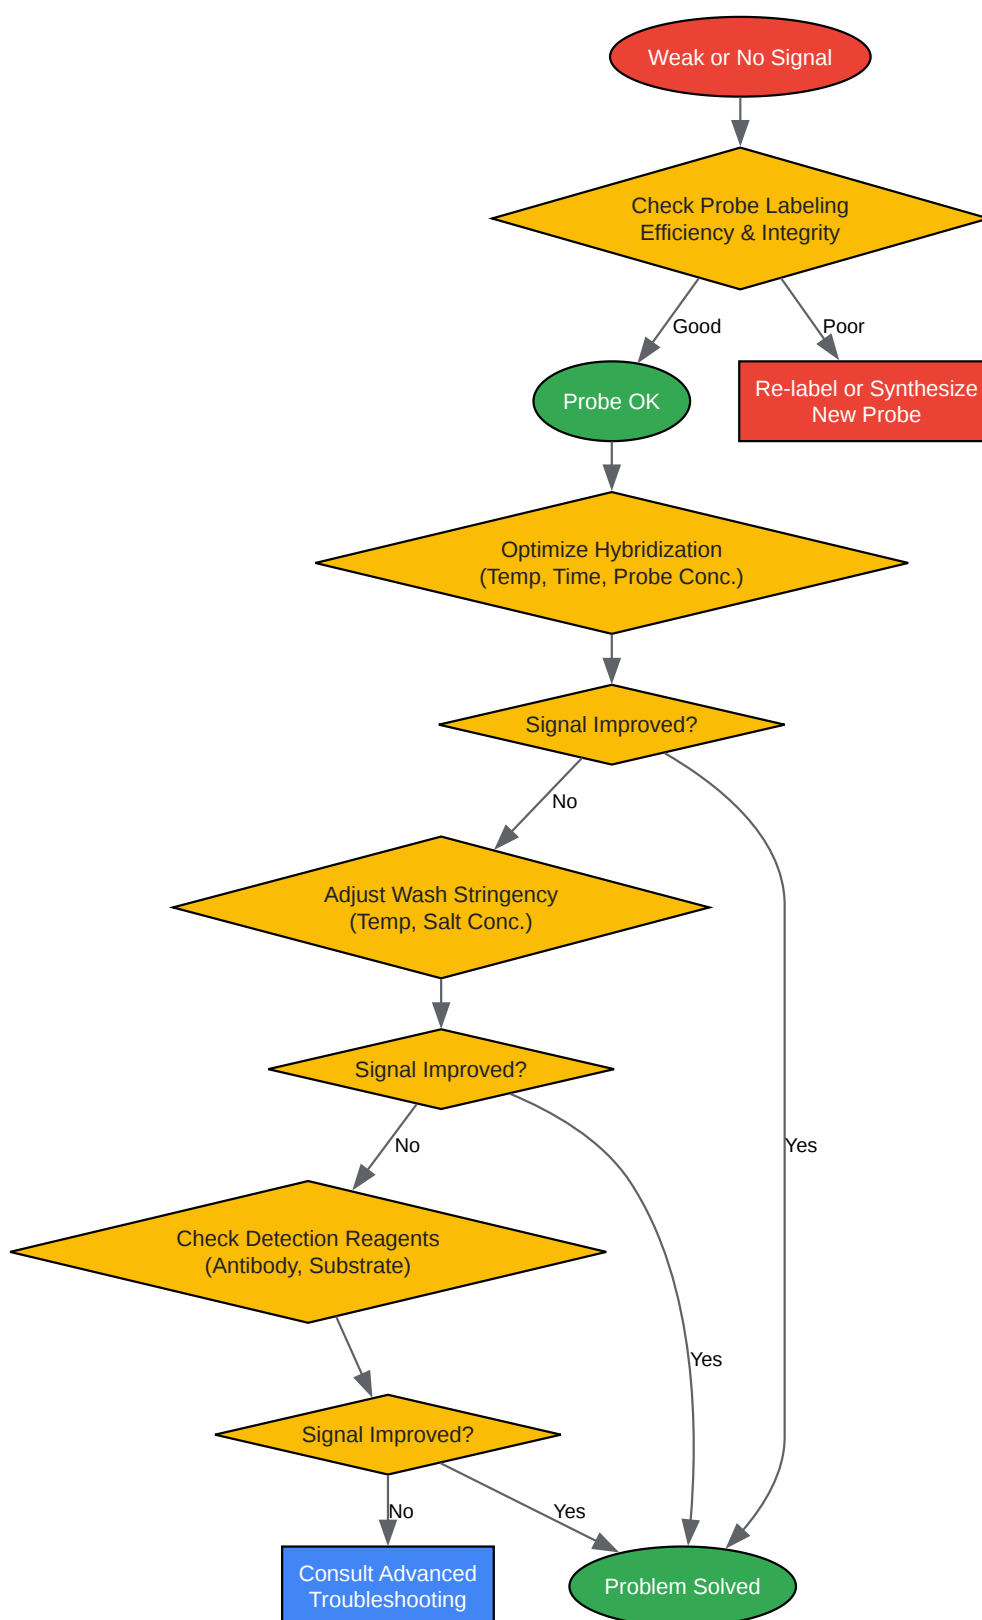 Weak or No Signal
Check Probe Labeling
Efficiency & Integrity
Good
Poor
Probe OK
Re-label or Synthesize
New Probe
Optimize Hybridization
(Temp, Time, Probe Conc.)
Signal Improved?
No
Adjust Wash Stringency
(Temp, Salt Conc.)
Signal Improved?
No
Yes
Check Detection Reagents
(Antibody, Substrate)
Yes
Signal Improved?
No
Yes
Consult Advanced
Troubleshooting
Problem Solved